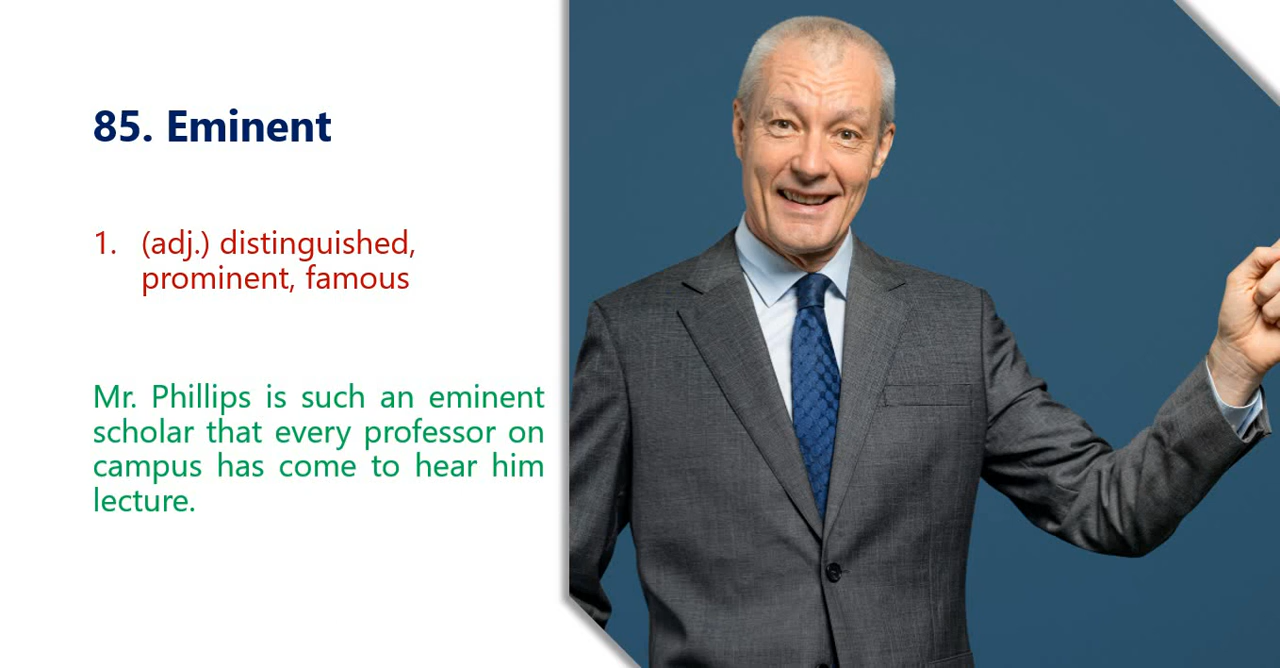 85. Eminent
1. (adj.) distinguished,
prominent, famous
Mr. Phillips is such an eminent
scholar that every professor on
campus has come to hear him
lecture.